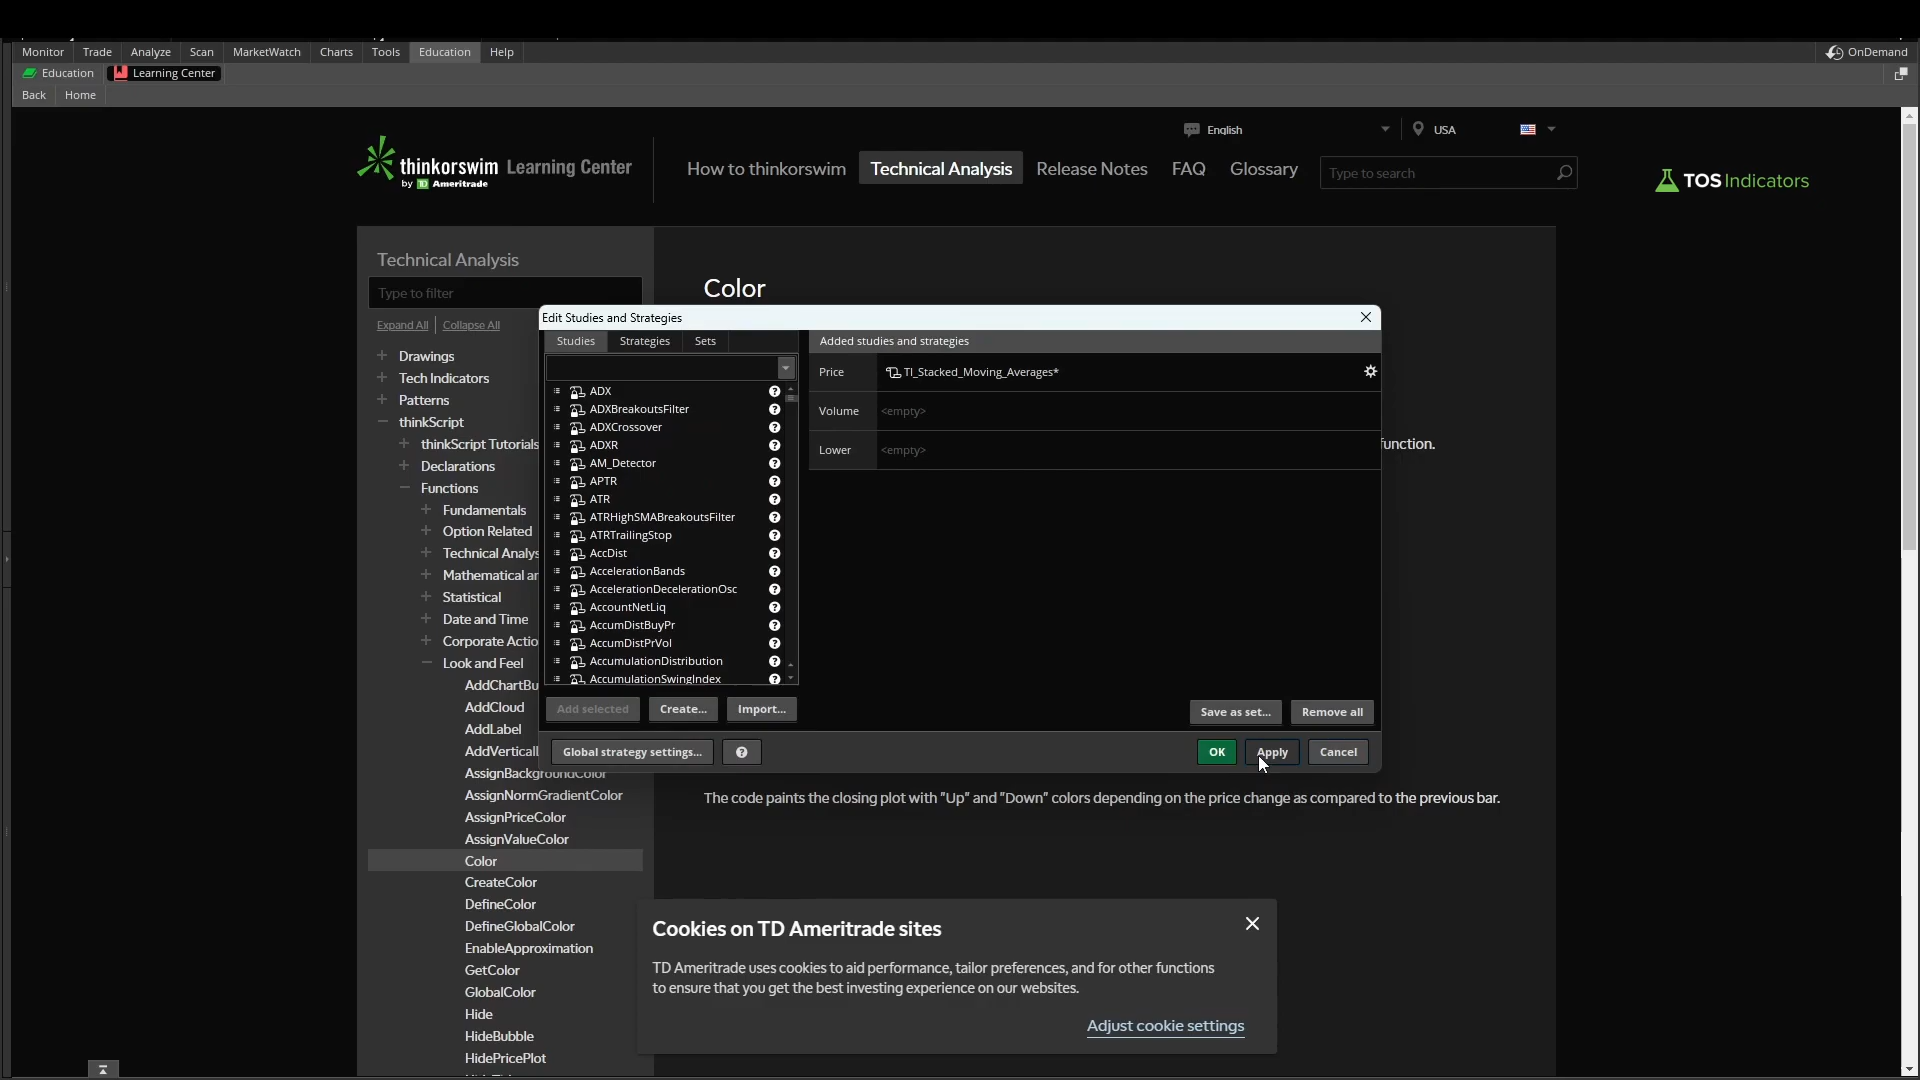 Monitor Trade Analyze Scan MarketWatch Charts Tools Education Help
OnDemand
Education Learning Center
Back Home
English
USA
thinkorswim Learning Center
by TD Ameritrade
How to thinkorswim Technical Analysis Release Notes FAQ Glossary
Type to search
TOS Indicators
Technical Analysis
Type to filter
Expand All Collapse All
Drawings
Tech Indicators
Patterns
thinkScript
thinkScript Tutorials
Declarations
Functions
Fundamentals
Option Related
Technical Analys
Mathematical ar
Statistical
Date and Time
Corporate Actio
Look and Feel
AddChartBu
AddCloud
AddLabel
AddVerticall
AssignBackgroundColor
AssignNormGradientColor
AssignPriceColor
AssignValueColor
Color
CreateColor
DefineColor
DefineGlobalColor
EnableApproximation
GetColor
GlobalColor
Hide
HideBubble
HidePricePlot
Color
function.
Edit Studies and Strategies
Studies Strategies Sets
ADX
ADXBreakoutsFilter
ADXCrossover
ADXR
AM_Detector
APTR
ATR
ATRHighSMABreakoutsFilter
ATRTrailingStop
AccDist
AccelerationBands
AccelerationDecelerationOsc
AccountNetLiq
AccumDistBuyPr
AccumDistPrVol
AccumulationDistribution
AccumulationSwingIndex
Add selected Create... Import...
Added studies and strategies
Price TI_Stacked_Moving_Averages*
Volume <empty>
Lower <empty>
Save as set... Remove all
Global strategy settings... ?
OK Apply Cancel
The code paints the closing plot with "Up" and "Down" colors depending on the price change as compared to the previous bar.
Cookies on TD Ameritrade sites
TD Ameritrade uses cookies to aid performance, tailor preferences, and for other functions
to ensure that you get the best investing experience on our websites.
Adjust cookie settings